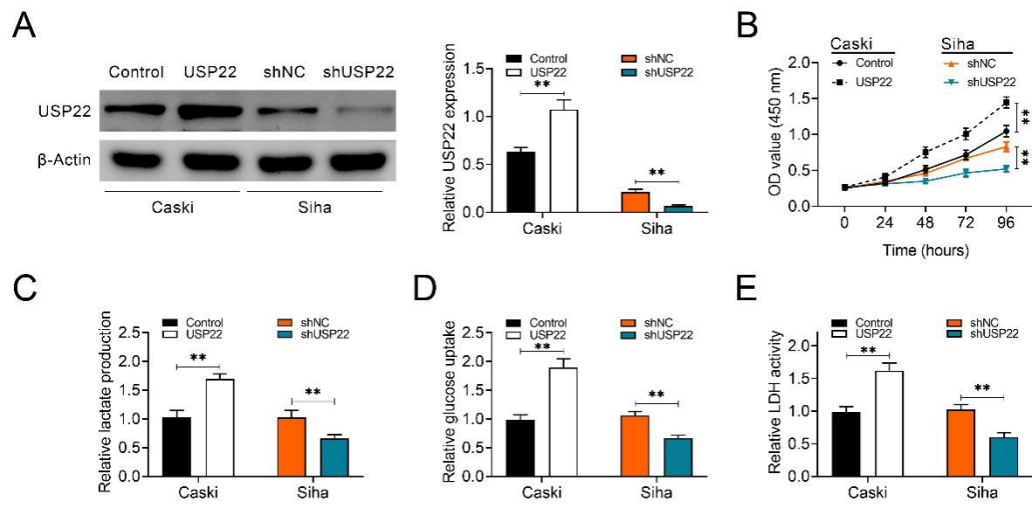 A
Control USP22 shNC shUSP22
USP22
β-Actin
Caski Siha
Relative USP22 expression
Control shNC
USP22 shUSP22
1.5
1.0
0.5
0.0
** **
Caski Siha
B
Caski Siha
Control shNC
USP22 shUSP22
OD value (450 nm)
2.0
1.5
1.0
0.5
0.0
**
**
0 24 48 72 96
Time (hours)
C
Relative lactate production
Control shNC
USP22 shUSP22
2.5
2.0
1.5
1.0
0.5
0.0
** **
Caski Siha
D
Relative glucose uptake
Control shNC
USP22 shUSP22
2.5
2.0
1.5
1.0
0.5
0.0
** **
Caski Siha
E
Relative LDH activity
Control shNC
USP22 shUSP22
2.0
1.5
1.0
0.5
0.0
** **
Caski Siha